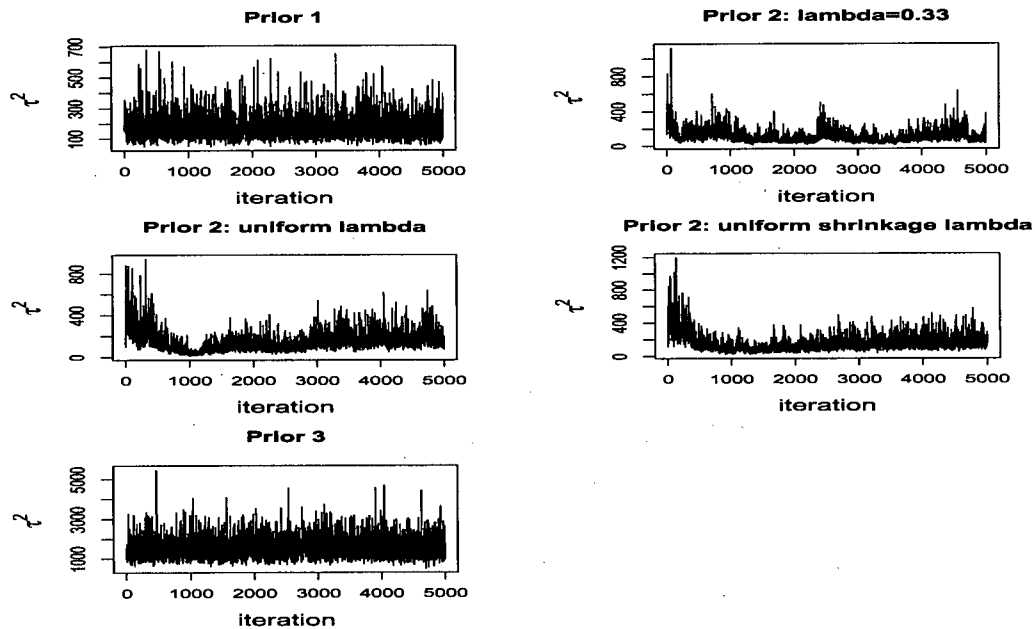 Prior 1
τ²
700
500
300
100
0 1000 2000 3000 4000 5000
iteration
Prior 2: lambda=0.33
τ²
800
400
0
0 1000 2000 3000 4000 5000
iteration
Prior 2: uniform lambda
τ²
800
400
0
0 1000 2000 3000 4000 5000
iteration
Prior 2: uniform shrinkage lambda
τ²
1200
800
400
0
0 1000 2000 3000 4000 5000
iteration
Prior 3
τ²
5000
3000
1000
0 1000 2000 3000 4000 5000
iteration